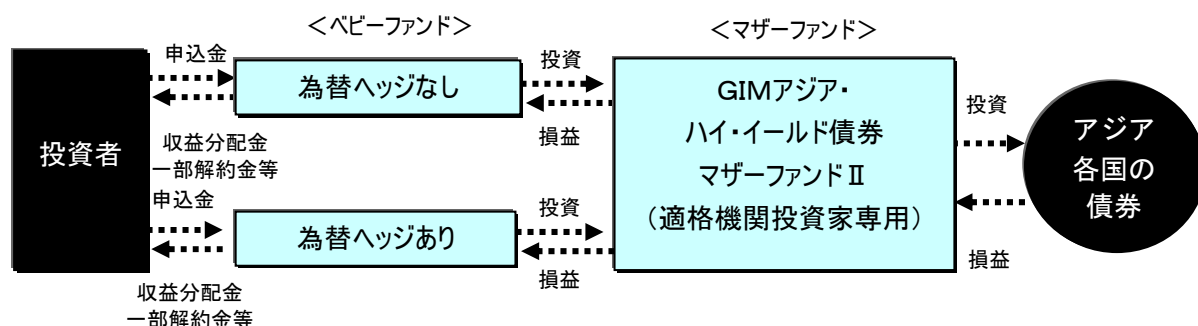 ＜ベビーファンド＞
＜マザーファンド＞
投資者
申込金
収益分配金
一部解約金等
為替ヘッジなし
投資
損益
申込金
収益分配金
一部解約金等
為替ヘッジあり
投資
損益
GIMアジア・
ハイ・イールド債券
マザーファンドⅡ
（適格機関投資家専用）
投資
損益
アジア
各国の
債券